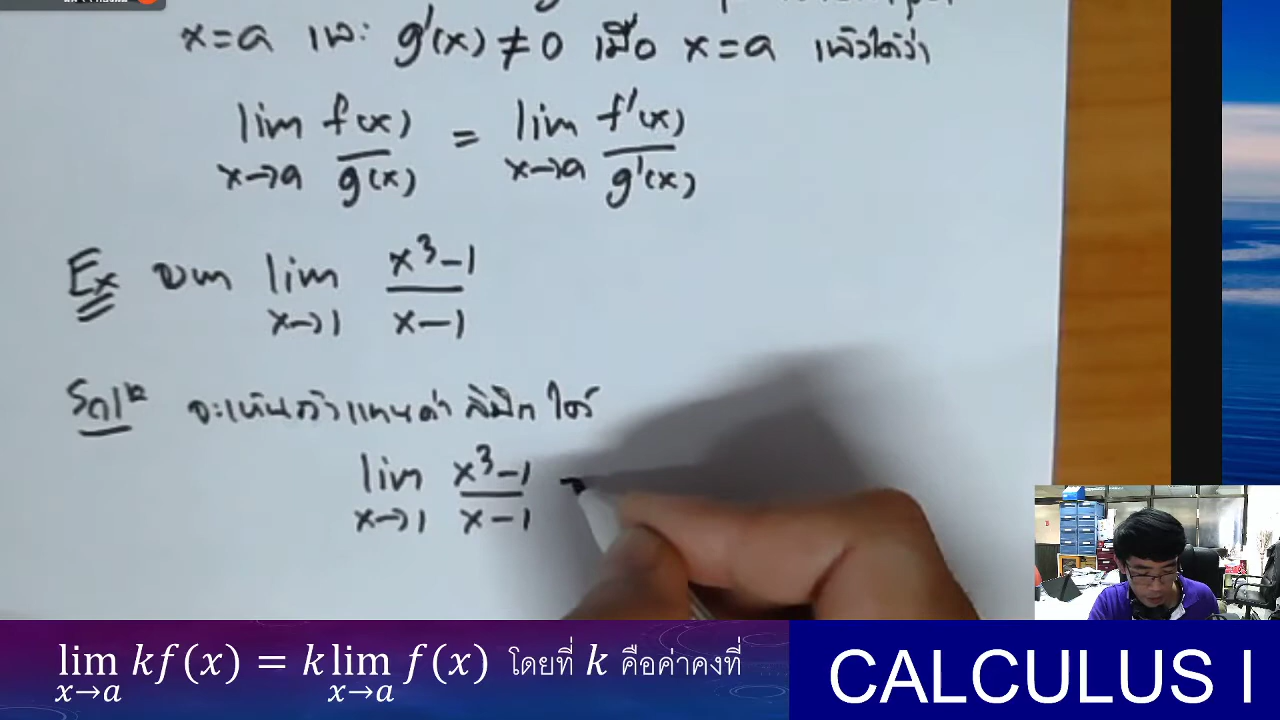 x=a และ g'(x) ≠ 0 เมื่อ x=a แล้วได้ว่า
lim f(x) = lim f'(x)
x→a g(x) x→a g'(x)
Ex จงหา lim x³-1
x→1 x-1
Solⁿ จะเห็นว่าแทนค่า ลิมิต ได้
lim x³-1
x→1 x-1
lim kf(x) = k lim f(x) โดยที่ k คือค่าคงที่
x→a x→a
CALCULUS I